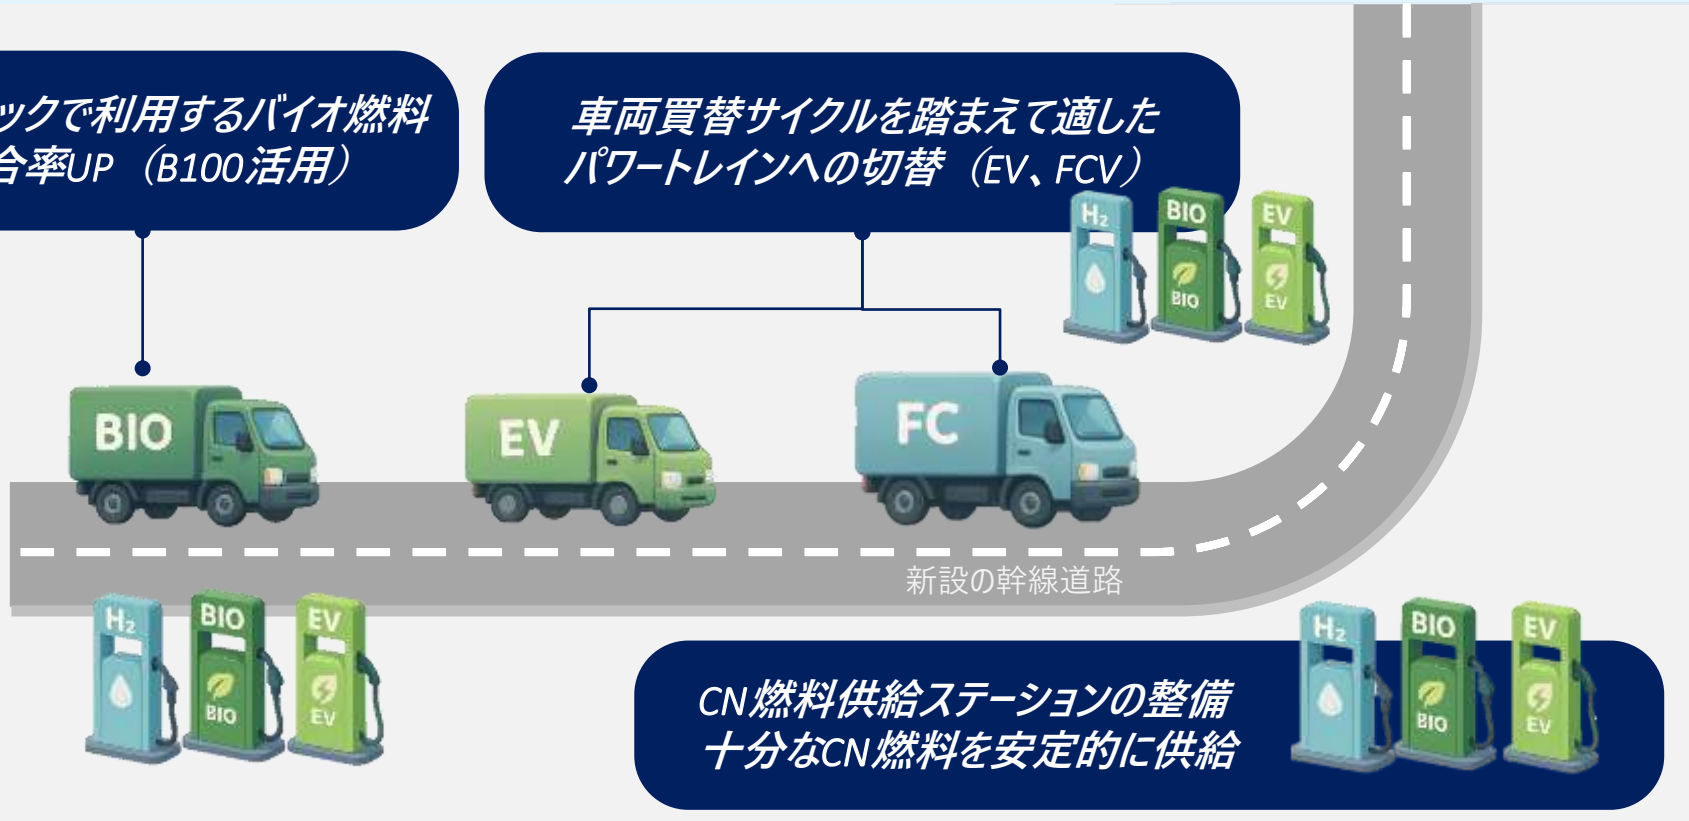 ックで利用するバイオ燃料
合率UP（B100活用）
車両買替サイクルを踏まえて適した
パワートレインへの切替（EV、FCV）
H₂
BIO
EV
BIO
EV
BIO
EV
FC
新設の幹線道路
H₂
BIO
EV
BIO
EV
CN燃料供給ステーションの整備
十分なCN燃料を安定的に供給
H₂
BIO
EV
BIO
EV